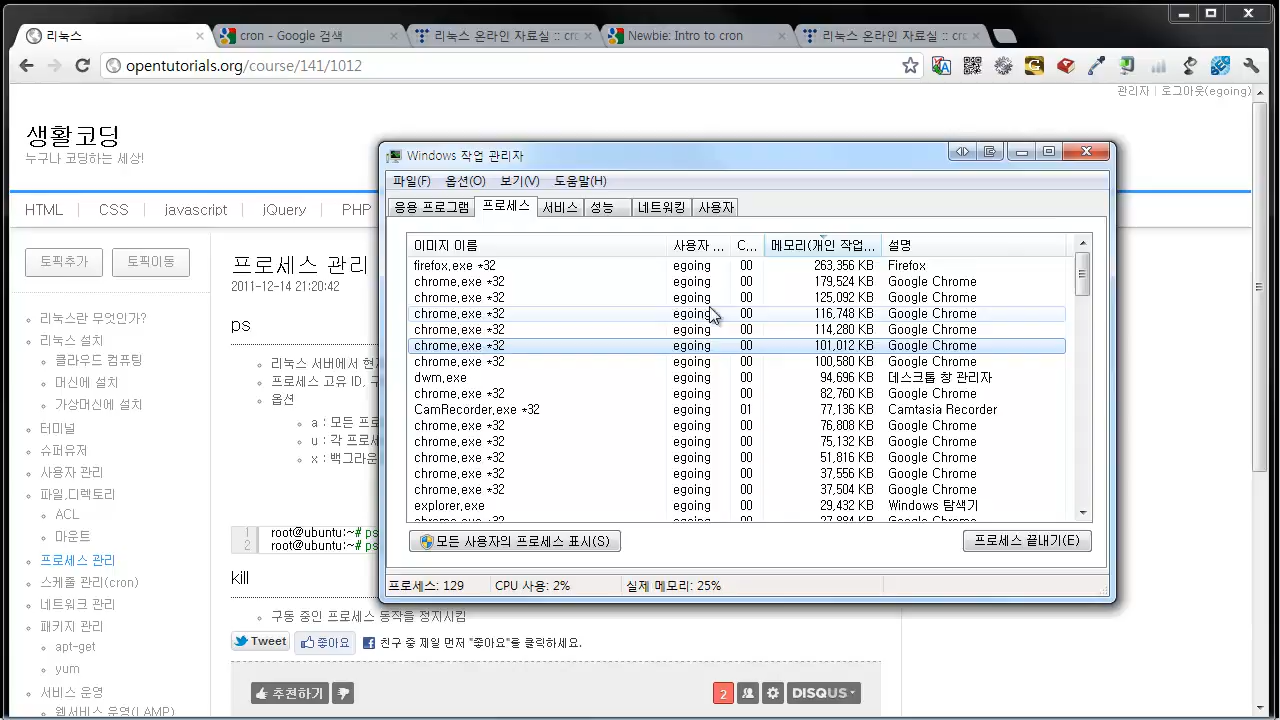 리눅스
cron - Google 검색
리눅스 온라인 자료실 :: cro
Newbie: Intro to cron
리눅스 온라인 자료실 :: cro
opentutorials.org/course/141/1012
관리자 | 로그아웃(egoing)
생활코딩
누구나 코딩하는 세상!
HTML
CSS
javascript
jQuery
PHP
토픽추가
토픽이동
리눅스란 무엇인가?
리눅스 설치
클라우드 컴퓨팅
머신에 설치
가상머신에 설치
터미널
슈퍼유저
사용자 관리
파일,디렉토리
ACL
마운트
프로세스 관리
스케줄 관리(cron)
네트워크 관리
패키지 관리
apt-get
yum
서비스 운영
웹서비스 운영(LAMP)
프로세스 관리
2011-12-14 21:20:42
ps
리눅스 서버에서 현
프로세스 고유 ID,
옵션
a : 모든 프로
u : 각 프로세
x : 백그라운
1 root@ubuntu:~# ps
2 root@ubuntu:~# ps
kill
구동 중인 프로세스 동작을 정지시킴
Tweet
좋아요
친구 중 제일 먼저 "좋아요"를 클릭하세요.
추천하기
2
DISQUS
Windows 작업 관리자
파일(F) 옵션(O) 보기(V) 도움말(H)
응용 프로그램 프로세스 서비스 성능 네트워킹 사용자
이미지 이름 사용자 ... C... 메모리(개인 작업... 설명
firefox.exe *32 egoing 00 263,356 KB Firefox
chrome.exe *32 egoing 00 179,524 KB Google Chrome
chrome.exe *32 egoing 00 125,092 KB Google Chrome
chrome.exe *32 egoing 00 116,748 KB Google Chrome
chrome.exe *32 egoing 00 114,280 KB Google Chrome
chrome.exe *32 egoing 00 101,012 KB Google Chrome
chrome.exe *32 egoing 00 100,580 KB Google Chrome
dwm.exe egoing 00 94,696 KB 데스크톱 창 관리자
chrome.exe *32 egoing 00 82,760 KB Google Chrome
CamRecorder.exe *32 egoing 01 77,136 KB Camtasia Recorder
chrome.exe *32 egoing 00 76,808 KB Google Chrome
chrome.exe *32 egoing 00 75,132 KB Google Chrome
chrome.exe *32 egoing 00 51,816 KB Google Chrome
chrome.exe *32 egoing 00 37,556 KB Google Chrome
chrome.exe *32 egoing 00 37,504 KB Google Chrome
explorer.exe egoing 00 29,432 KB Windows 탐색기
모든 사용자의 프로세스 표시(S)
프로세스 끝내기(E)
프로세스: 129 CPU 사용: 2% 실제 메모리: 25%